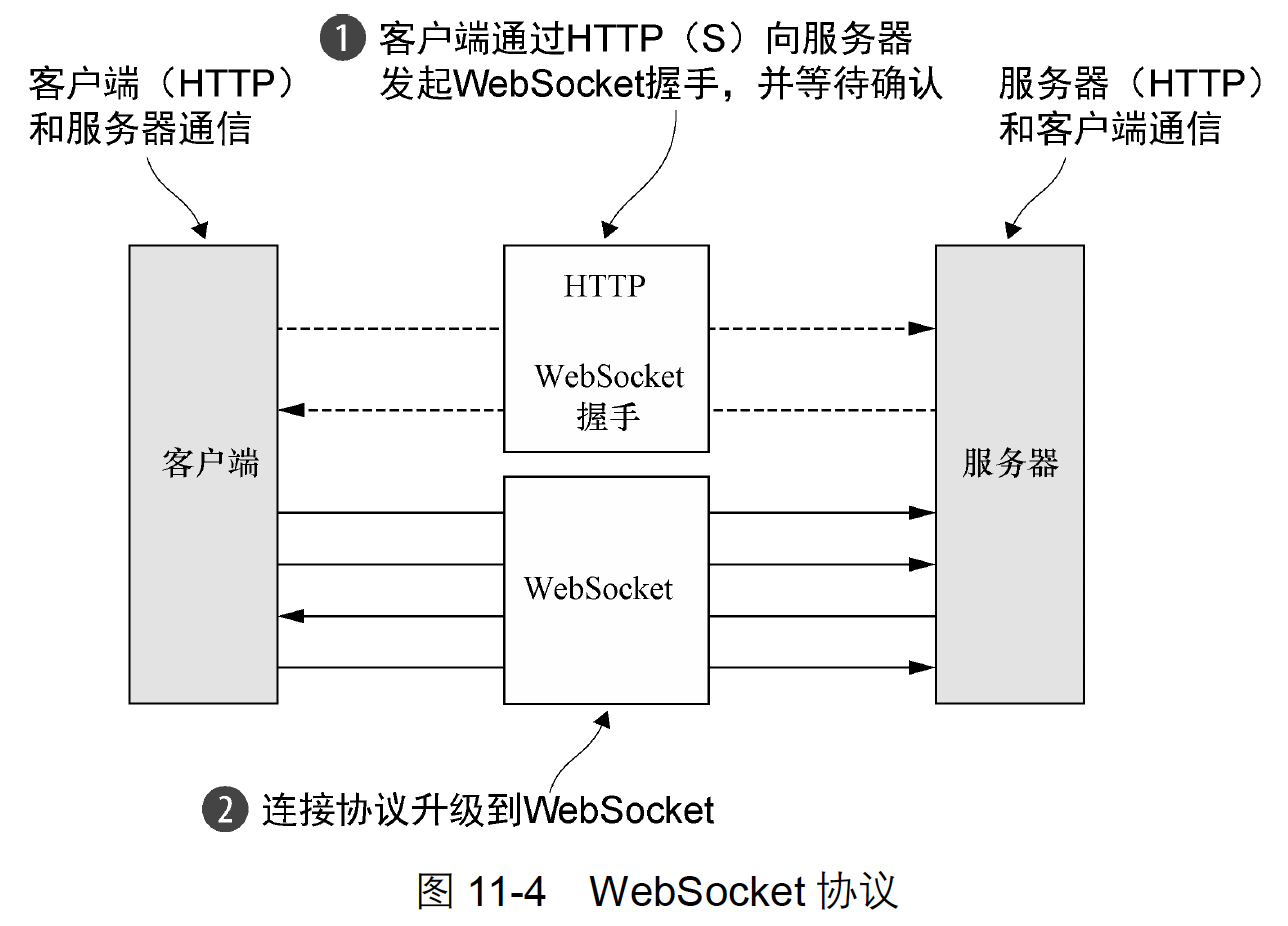 ❶ 客户端通过HTTP（S）向服务器
发起WebSocket握手，并等待确认
客户端（HTTP）
和服务器通信
服务器（HTTP）
和客户端通信
HTTP
WebSocket
握手
客户端
服务器
WebSocket
❷ 连接协议升级到WebSocket
图 11-4 WebSocket 协议